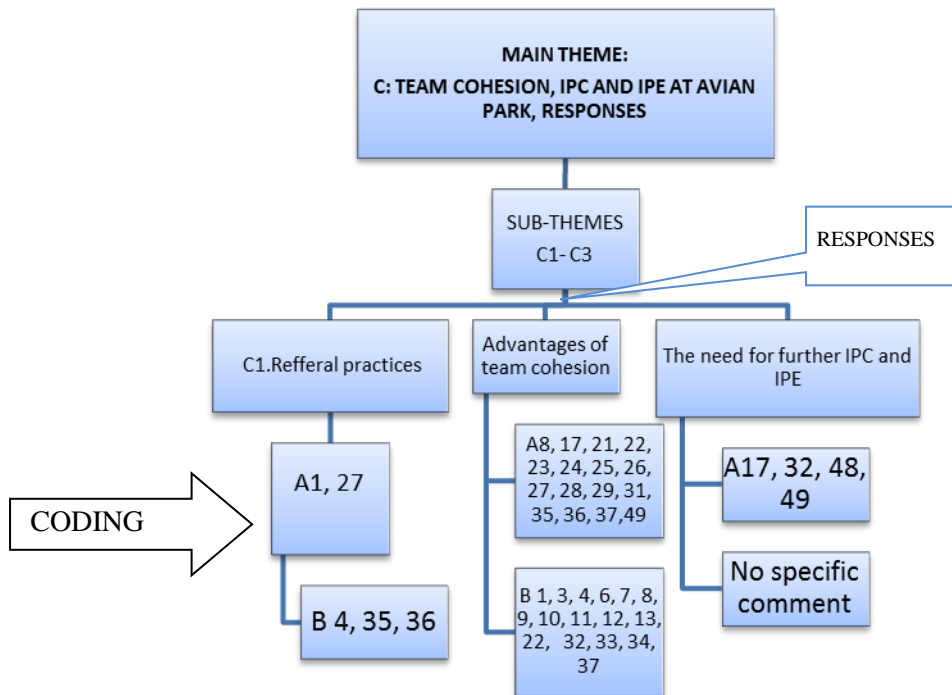 MAIN THEME:
C: TEAM COHESION, IPC AND IPE AT AVIAN
PARK, RESPONSES
SUB-THEMES
C1- C3
RESPONSES
C1.Refferal practices
Advantages of
team cohesion
The need for further IPC and
IPE
CODING
A1, 27
B 4, 35, 36
A8, 17, 21, 22,
23, 24, 25, 26,
27, 28, 29, 31,
35, 36, 37,49
B 1, 3, 4, 6, 7, 8,
9, 10, 11, 12, 13,
22, 32, 33, 34,
37
A17, 32, 48,
49
No specific
comment